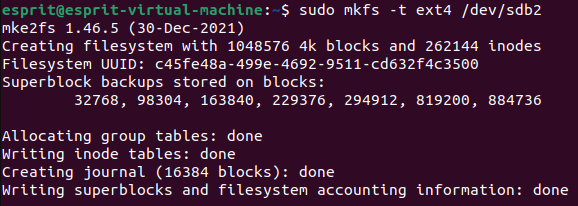 esprit@esprit-virtual-machine:~$ sudo mkfs -t ext4 /dev/sdb2
mke2fs 1.46.5 (30-Dec-2021)
Creating filesystem with 1048576 4k blocks and 262144 inodes
Filesystem UUID: c45fe48a-499e-4692-9511-cd632f4c3500
Superblock backups stored on blocks:
32768, 98304, 163840, 229376, 294912, 819200, 884736
Allocating group tables: done
Writing inode tables: done
Creating journal (16384 blocks): done
Writing superblocks and filesystem accounting information: done